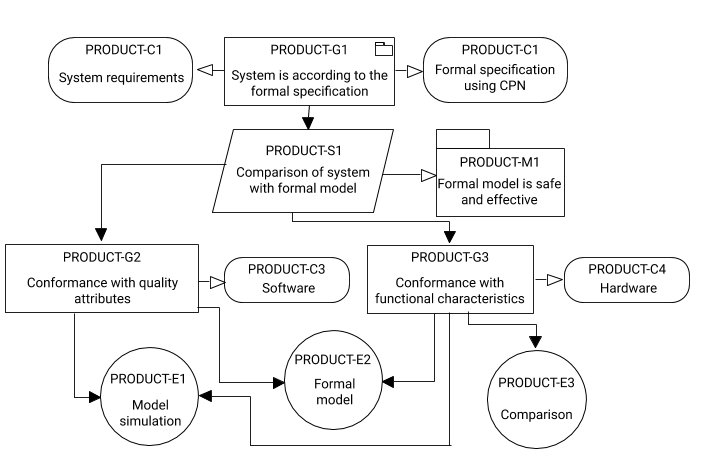 PRODUCT-C1
System requirements
PRODUCT-G1
System is according to the
formal specification
PRODUCT-C1
Formal specification
using CPN
PRODUCT-S1
Comparison of system
with formal model
PRODUCT-M1
Formal model is safe
and effective
PRODUCT-G2
Conformance with quality
attributes
PRODUCT-C3
Software
PRODUCT-G3
Conformance with
functional characteristics
PRODUCT-C4
Hardware
PRODUCT-E1
Model
simulation
PRODUCT-E2
Formal
model
PRODUCT-E3
Comparison